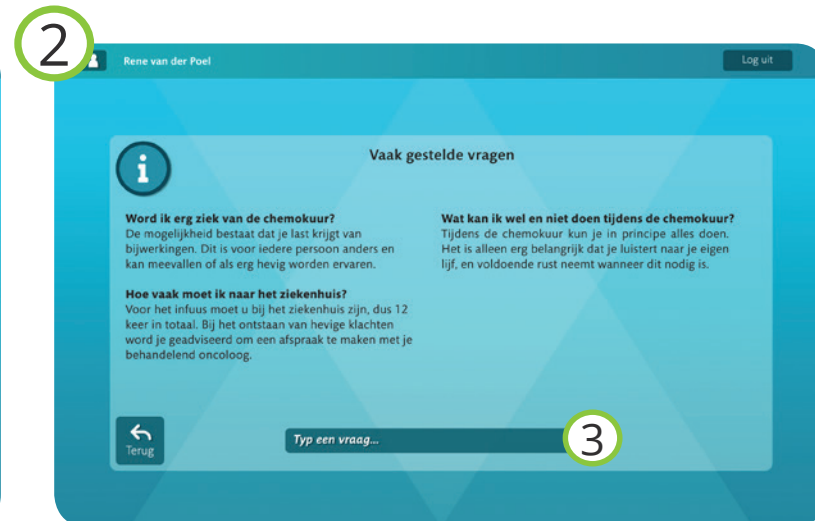 2
Rene van der Poel
Log uit
Vaak gestelde vragen
Word ik erg ziek van de chemokuur?
De mogelijkheid bestaat dat je last krijgt van
bijwerkingen. Dit is voor iedere persoon anders en
kan meevallen of als erg hevig worden ervaren.
Hoe vaak moet ik naar het ziekenhuis?
Voor het infuus moet u bij het ziekenhuis zijn, dus 12
keer in totaal. Bij het ontstaan van hevige klachten
word je geadviseerd om een afspraak te maken met je
behandelend oncoloog.
Wat kan ik wel en niet doen tijdens de chemokuur?
Tijdens de chemokuur kun je in principe alles doen.
Het is alleen erg belangrijk dat je luistert naar je eigen
lijf, en voldoende rust neemt wanneer dit nodig is.
Terug
Typ een vraag...
3